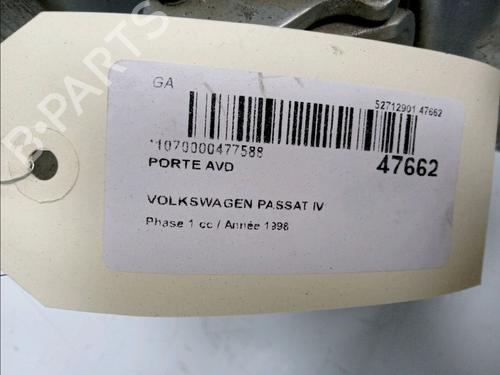 GA
52712901 47662
*1070000477588
47662
PORTE AVD
VOLKSWAGEN PASSAT IV
Phase 1 cc / Année 1998
B-PARTS